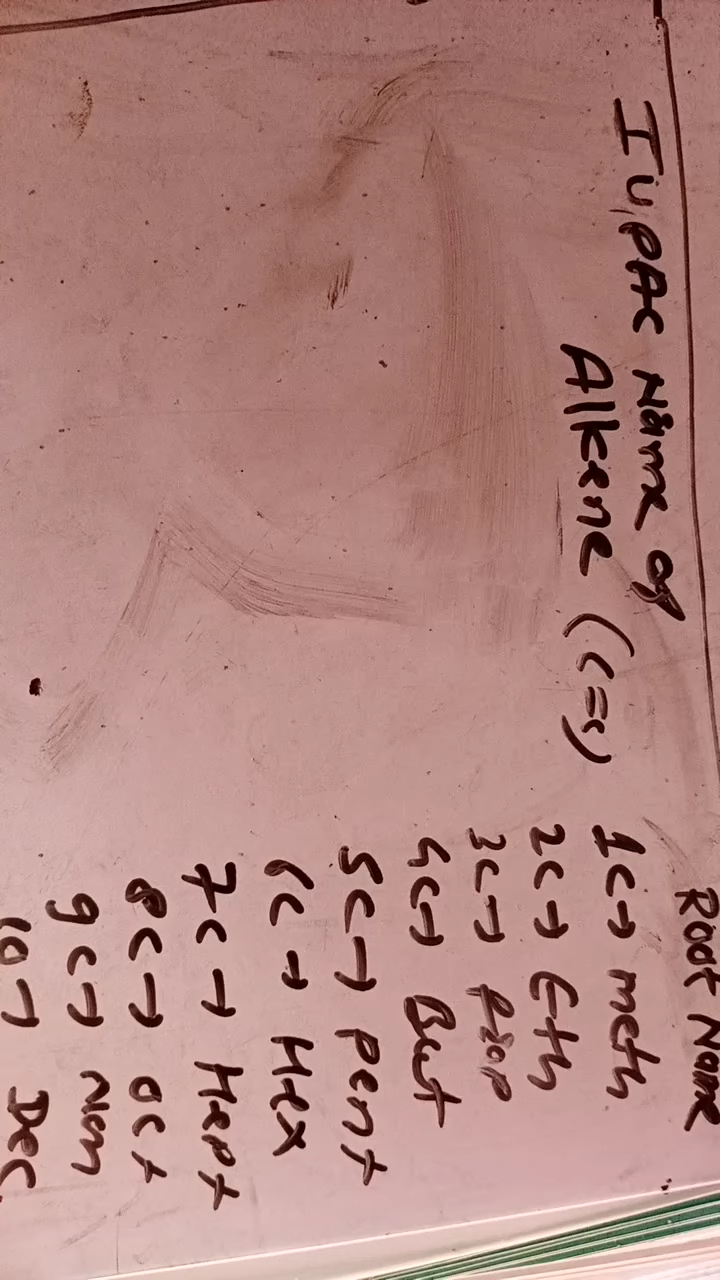 IUPAC Name of
Alkene (C=C)
Root Name
1C→ meth
2C→ Eth
3C→ Prop
4C→ But
5C→ Pent
6C→ Hex
7C→ Hept
8C→ Oct
9C→ Non
10→ Dec